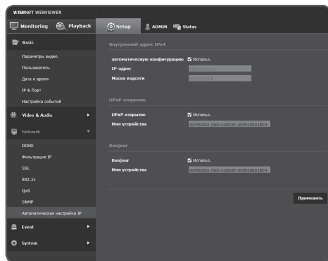 WISENET WEBVIEWER
Monitoring
Playback
Setup
ADMIN
Status
Basic
Параметры видео
Пользователь
Дата и время
IP & Порт
Настройка событий
Video & Audio
Network
DDNS
Фильтрация IP
SSL
802.1x
QoS
SNMP
Автоматическая настройка IP
Event
System
Внутренний адрес IPv4
автоматическую конфигурацию
Использ.
IP-адрес
Маска подсети
UPnP открытие
UPnP открытие
Использ.
Имя устройства
Bonjour
Bonjour
Использ.
Имя устройства
Применить